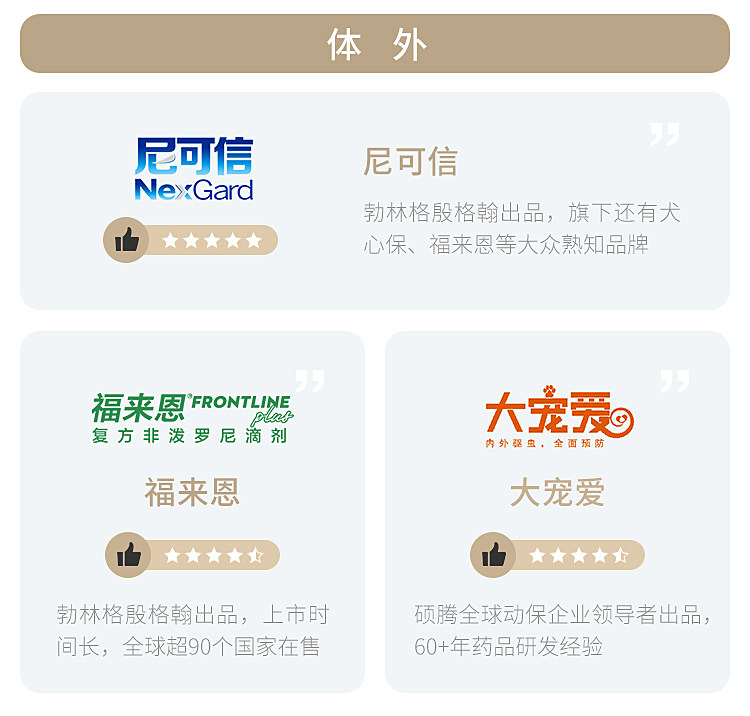 体 外
尼可信
NexGard
尼可信
勃林格殷格翰出品，旗下还有犬
心保、福来恩等大众熟知品牌
福来恩®FRONTLINE
plus
复方非泼罗尼滴剂
福来恩
勃林格殷格翰出品，上市时
间长，全球超90个国家在售
大宠爱
内外驱虫，全面预防
大宠爱
硕腾全球动保企业领导者出品，
60+年药品研发经验